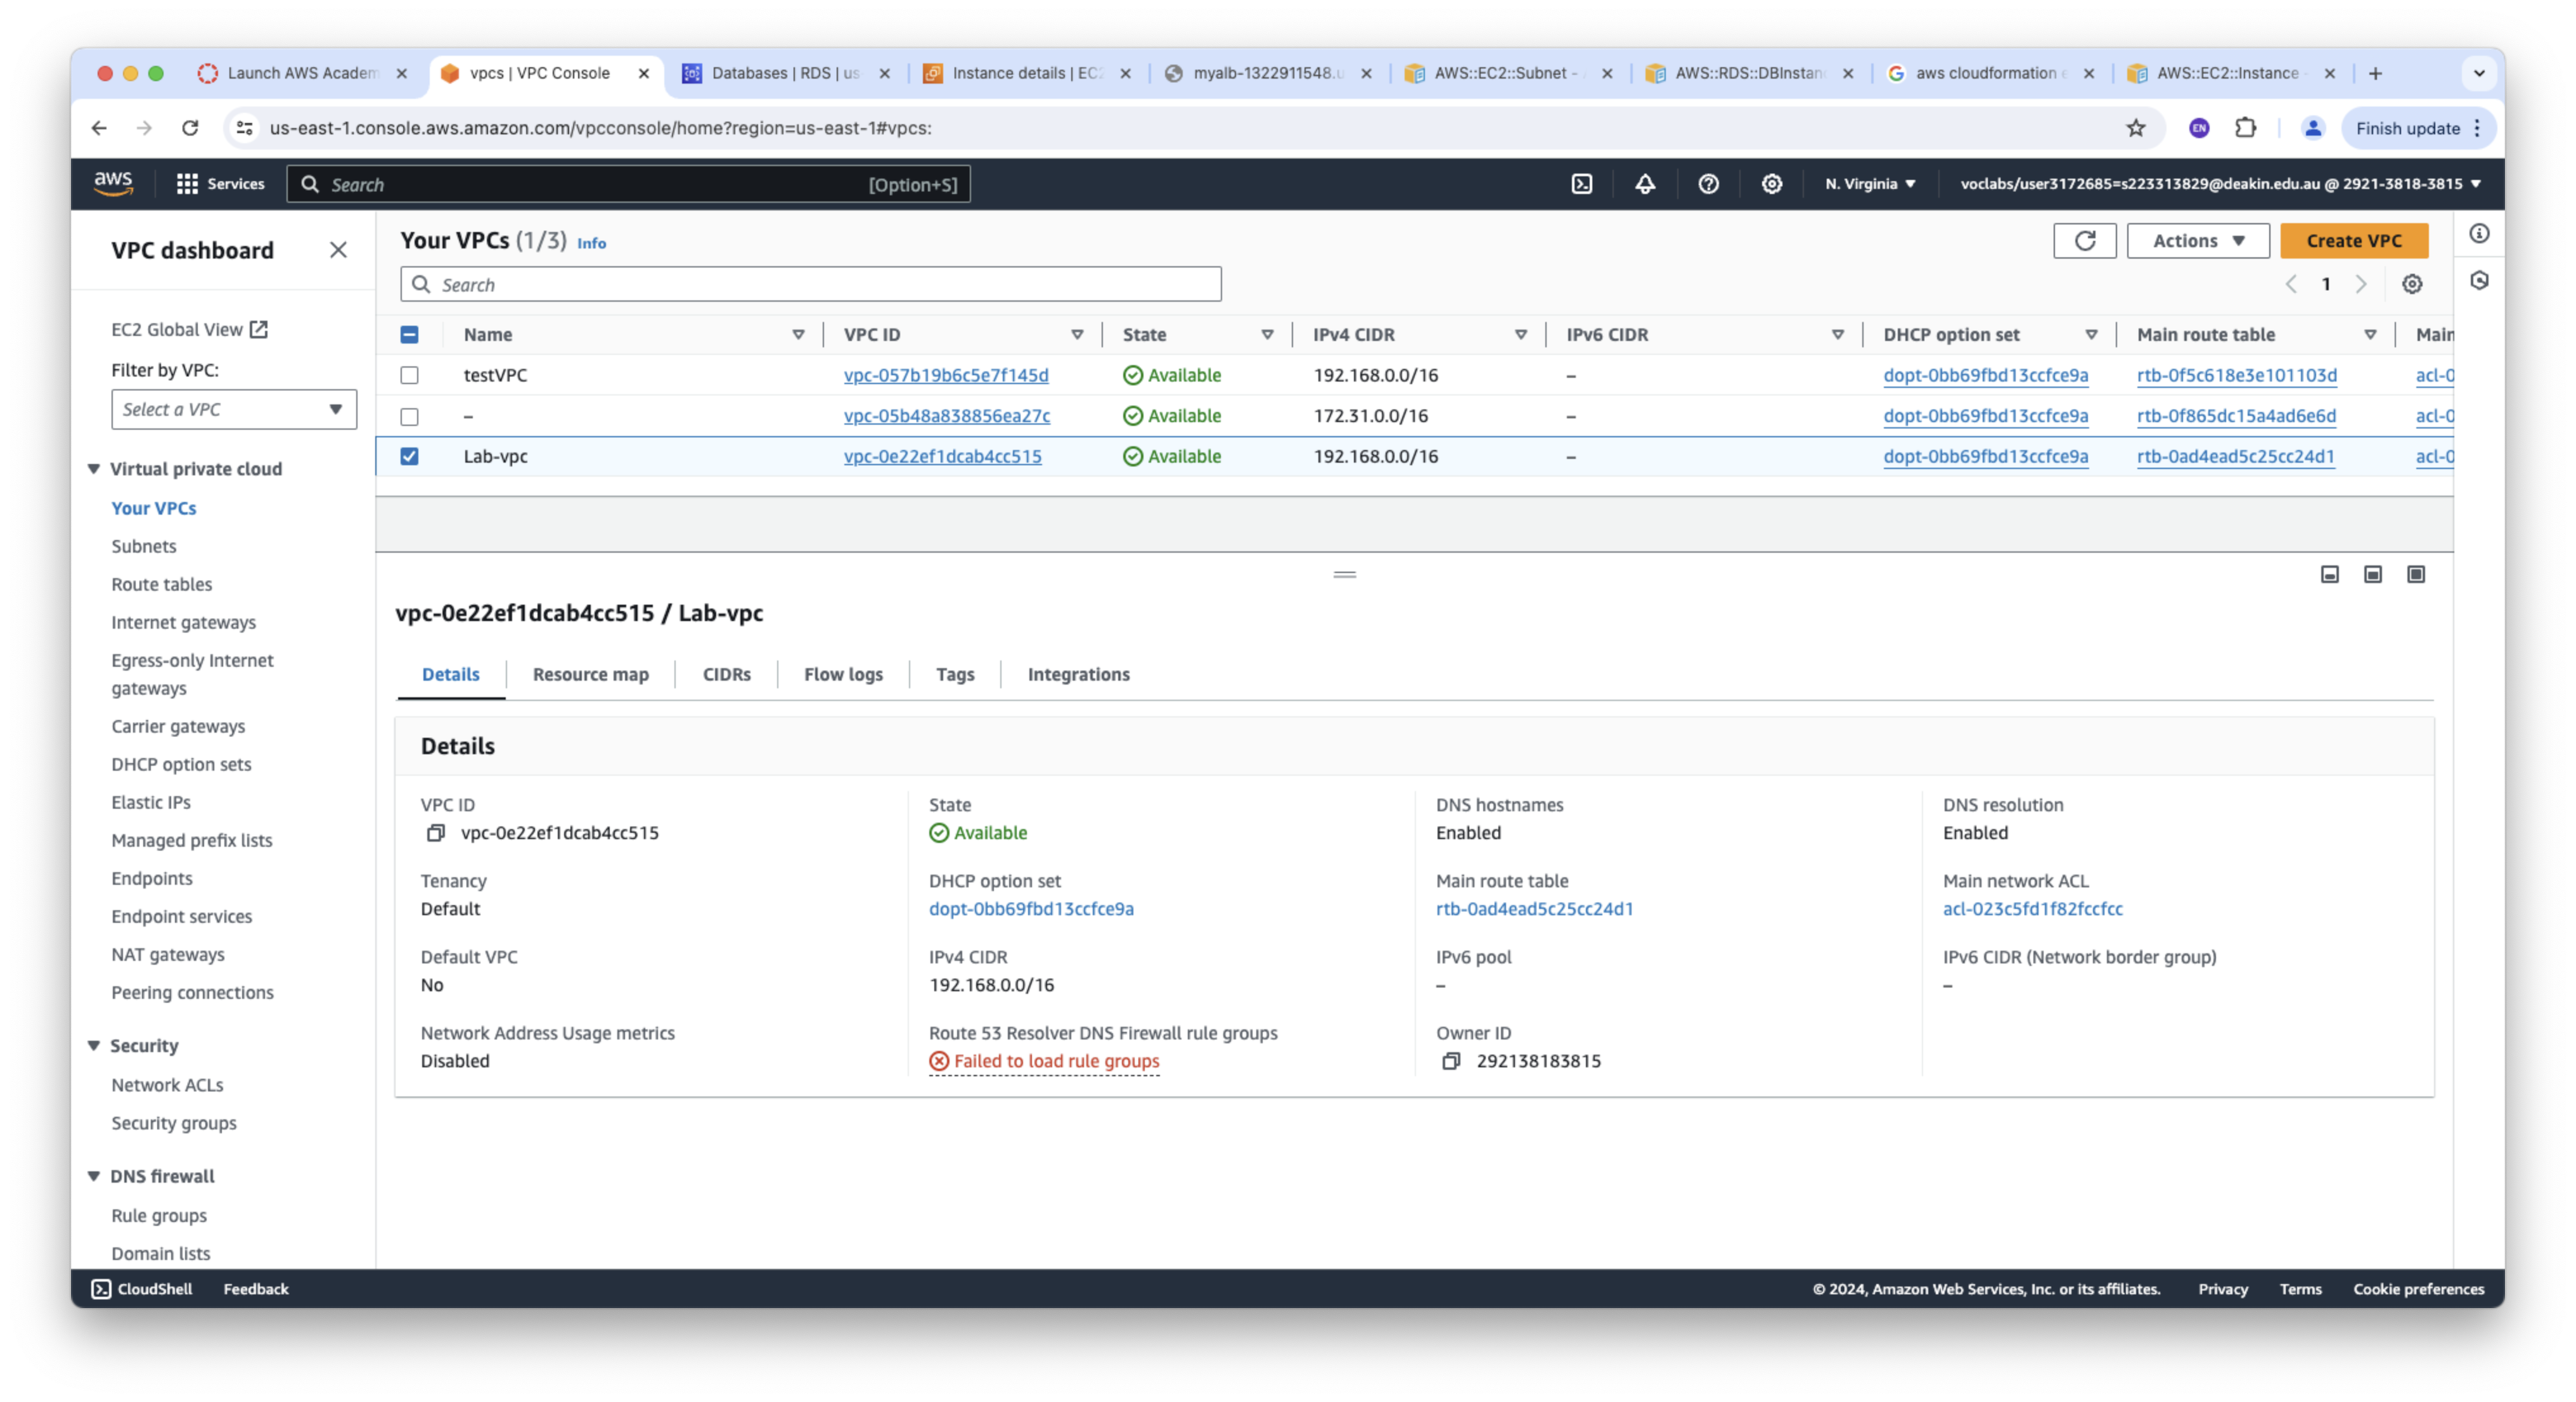 Launch AWS Academ
vpcs | VPC Console
Databases | RDS | us
Instance details | EC2
myalb-1322911548.u
AWS::EC2::Subnet -
AWS::RDS::DBInstan
aws cloudformation e
AWS::EC2::Instance -
us-east-1.console.aws.amazon.com/vpcconsole/home?region=us-east-1#vpcs:
EN
Finish update
aws
Services
Search
[Option+S]
N. Virginia
voclabs/user3172685=s223313829@deakin.edu.au @ 2921-3818-3815
VPC dashboard
EC2 Global View
Filter by VPC:
Select a VPC
Virtual private cloud
Your VPCs
Subnets
Route tables
Internet gateways
Egress-only Internet
gateways
Carrier gateways
DHCP option sets
Elastic IPs
Managed prefix lists
Endpoints
Endpoint services
NAT gateways
Peering connections
Security
Network ACLs
Security groups
DNS firewall
Rule groups
Domain lists
Your VPCs (1/3) Info
Actions
Create VPC
Search
1
Name VPC ID State IPv4 CIDR IPv6 CIDR DHCP option set Main route table Main
testVPC vpc-057b19b6c5e7f145d Available 192.168.0.0/16 – dopt-0bb69fbd13ccfce9a rtb-0f5c618e3e101103d acl-0
– vpc-05b48a838856ea27c Available 172.31.0.0/16 – dopt-0bb69fbd13ccfce9a rtb-0f865dc15a4ad6e6d acl-0
Lab-vpc vpc-0e22ef1dcab4cc515 Available 192.168.0.0/16 – dopt-0bb69fbd13ccfce9a rtb-0ad4ead5c25cc24d1 acl-0
vpc-0e22ef1dcab4cc515 / Lab-vpc
Details Resource map CIDRs Flow logs Tags Integrations
Details
VPC ID
vpc-0e22ef1dcab4cc515
State
Available
DNS hostnames
Enabled
DNS resolution
Enabled
Tenancy
Default
DHCP option set
dopt-0bb69fbd13ccfce9a
Main route table
rtb-0ad4ead5c25cc24d1
Main network ACL
acl-023c5fd1f82fccfcc
Default VPC
No
IPv4 CIDR
192.168.0.0/16
IPv6 pool
–
IPv6 CIDR (Network border group)
–
Network Address Usage metrics
Disabled
Route 53 Resolver DNS Firewall rule groups
Failed to load rule groups
Owner ID
292138183815
CloudShell
Feedback
© 2024, Amazon Web Services, Inc. or its affiliates.
Privacy
Terms
Cookie preferences